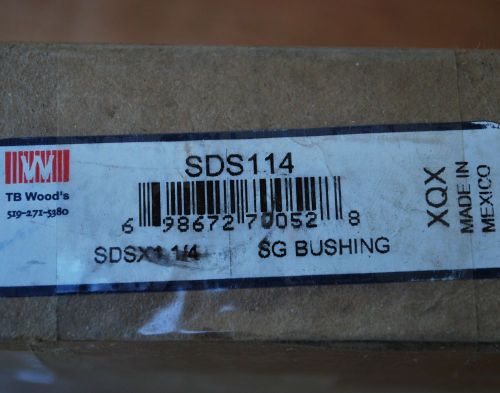 SDS114
TB Wood's
519-271-5380
6 98672 70052 8
SDSX1 1/4 SG BUSHING
XQX
MADE IN
MEXICO